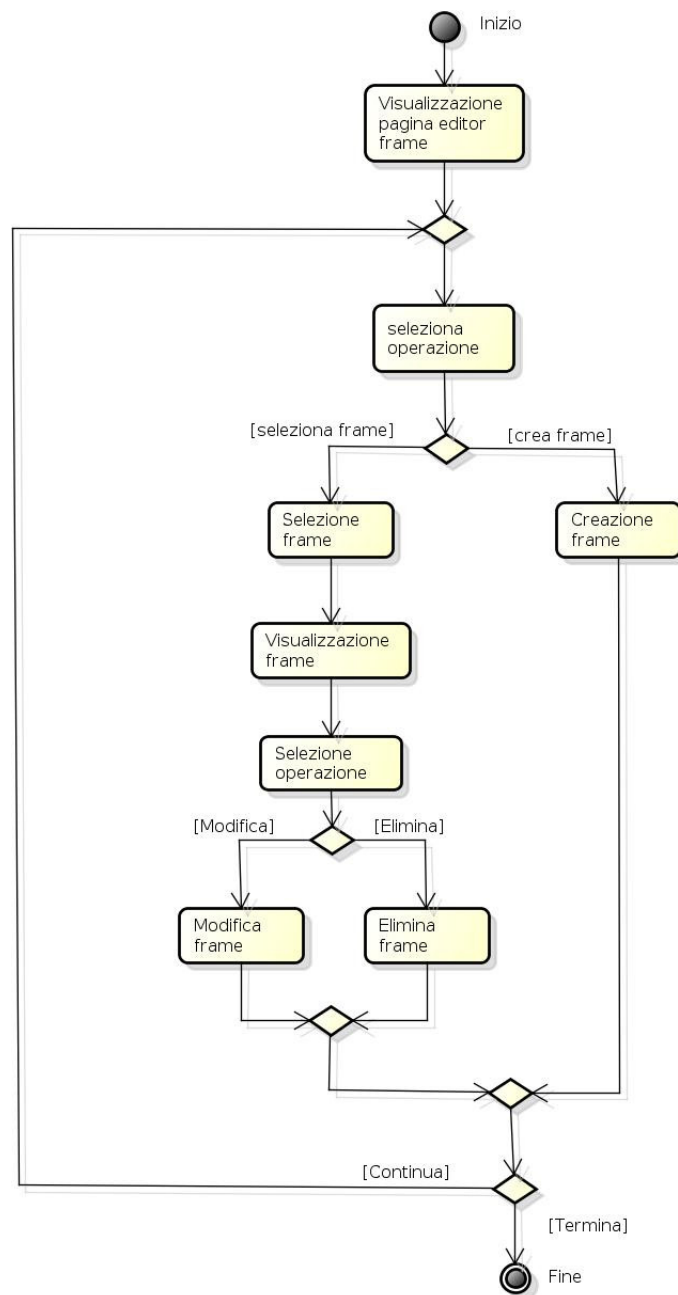 Inizio
Visualizzazione
pagina editor
frame
seleziona
operazione
[seleziona frame]
[crea frame]
Selezione
frame
Creazione
frame
Visualizzazione
frame
Selezione
operazione
[Modifica]
[Elimina]
Modifica
frame
Elimina
frame
[Continua]
[Termina]
Fine